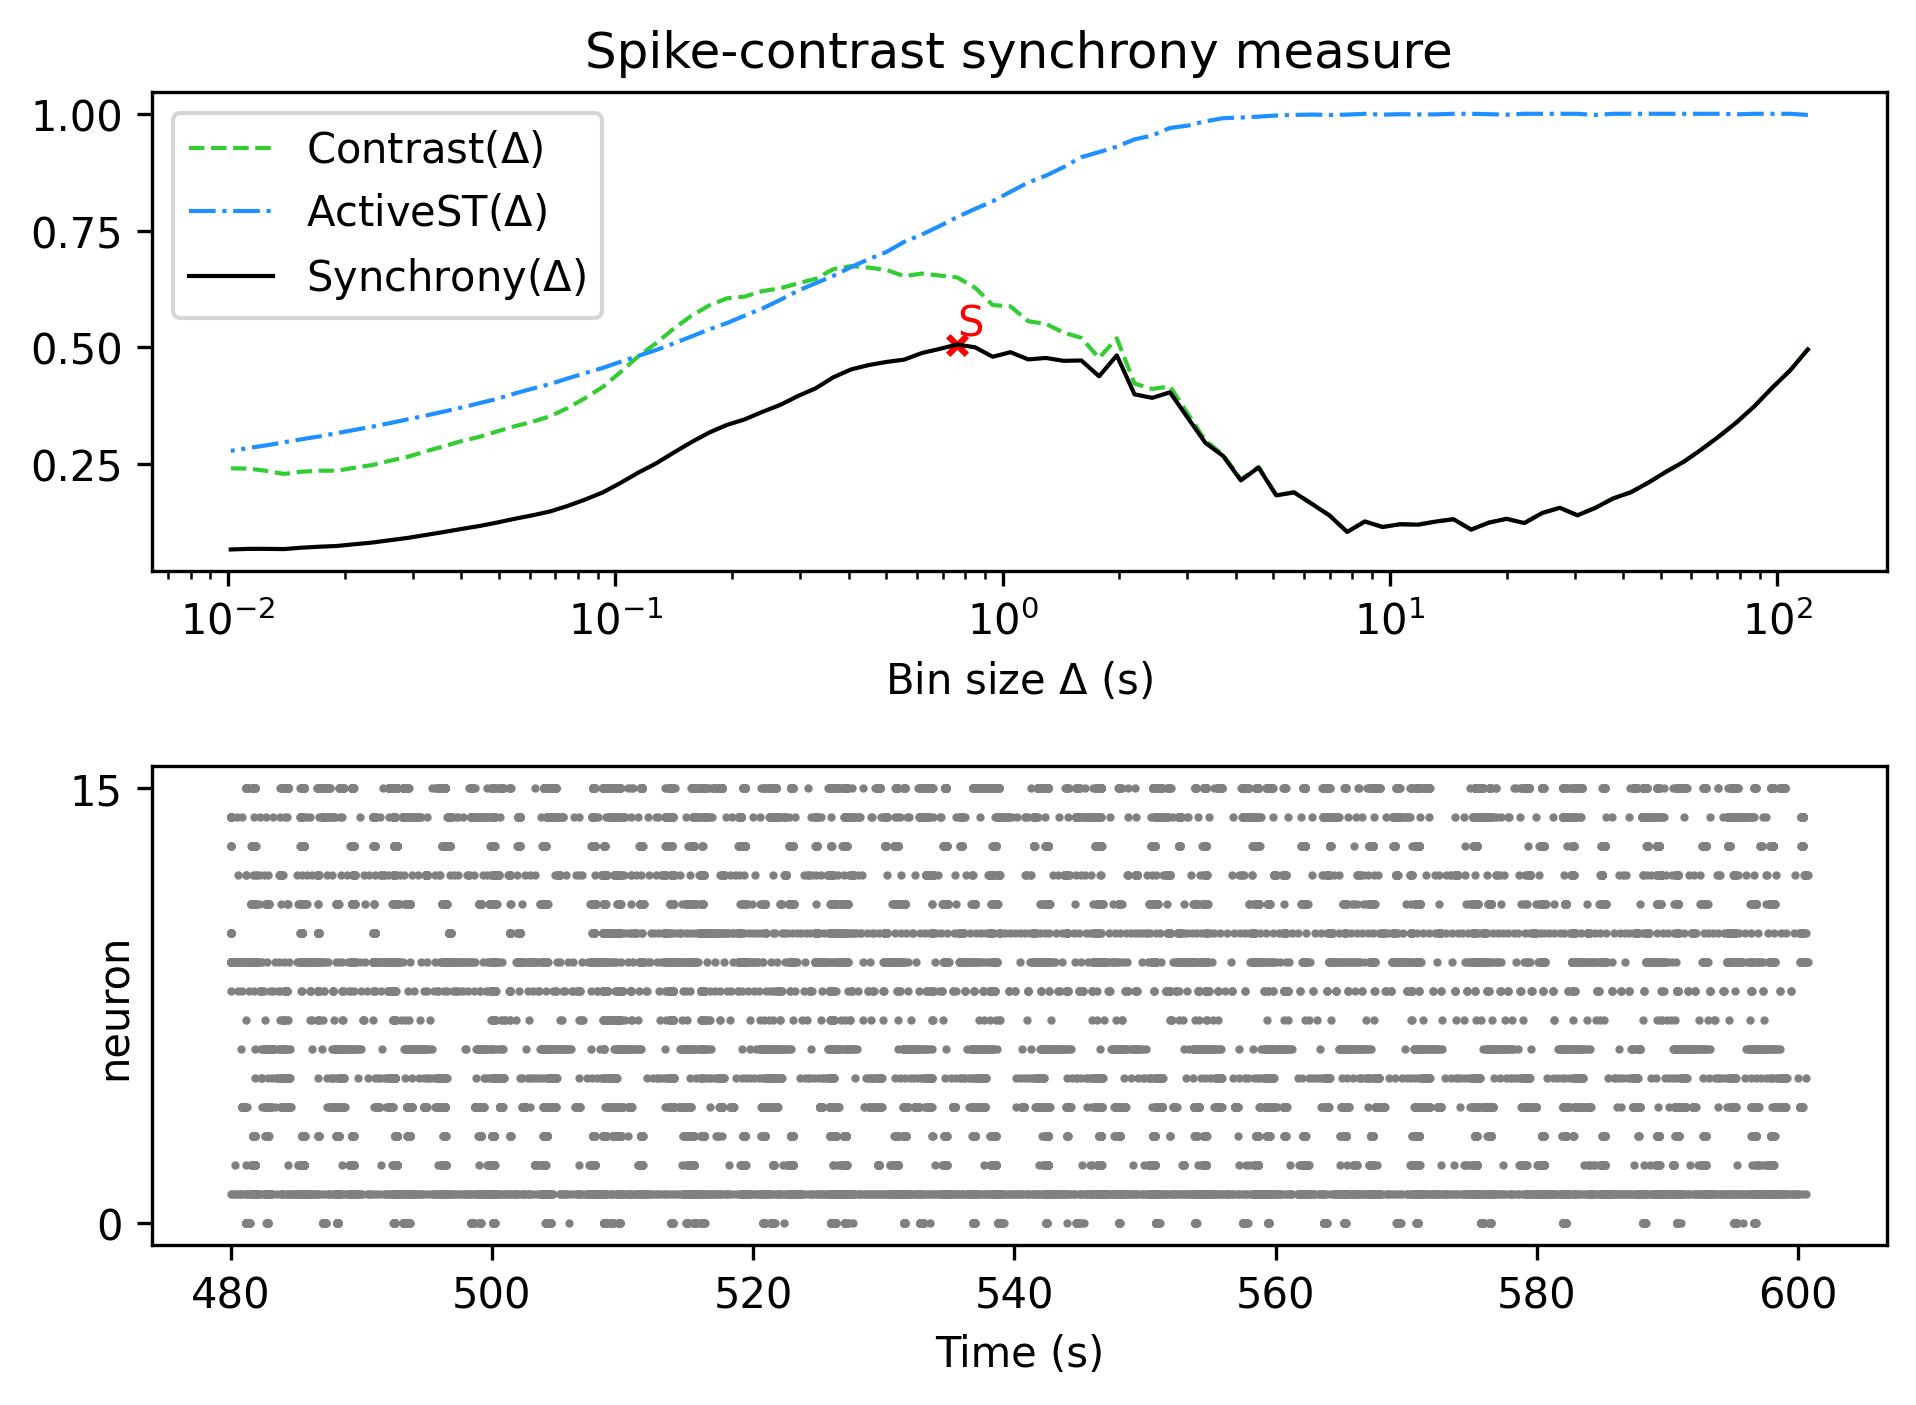 Spike-contrast synchrony measure
1.00
0.75
0.50
0.25
Contrast(Δ)
ActiveST(Δ)
Synchrony(Δ)
S
10⁻² 10⁻¹ 10⁰ 10¹ 10²
Bin size Δ (s)
15
0
neuron
480 500 520 540 560 580 600
Time (s)